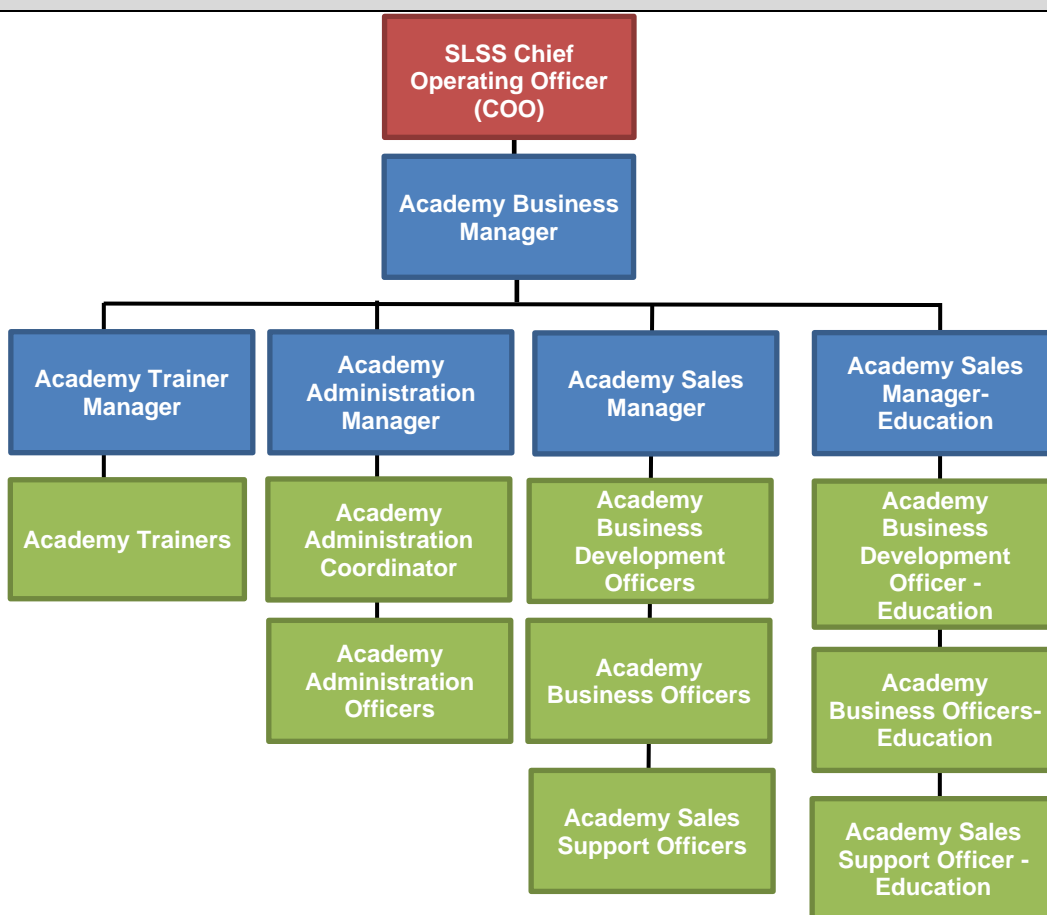 SLSS Chief
Operating Officer
(COO)
Academy Business
Manager
Academy Trainer
Manager
Academy
Administration
Manager
Academy Sales
Manager
Academy Sales
Manager-
Education
Academy Trainers
Academy
Administration
Coordinator
Academy
Business
Development
Officers
Academy
Business
Development
Officer -
Education
Academy
Administration
Officers
Academy
Business Officers
Academy
Business Officers-
Education
Academy Sales
Support Officers
Academy Sales
Support Officer -
Education